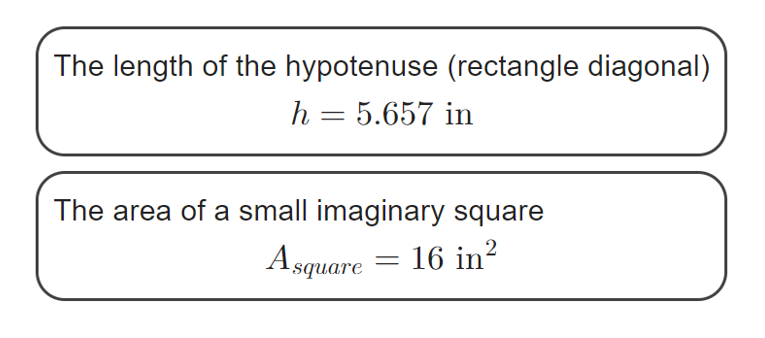 The length of the hypotenuse (rectangle diagonal)
h = 5.657 in
The area of a small imaginary square
A_square = 16 in²